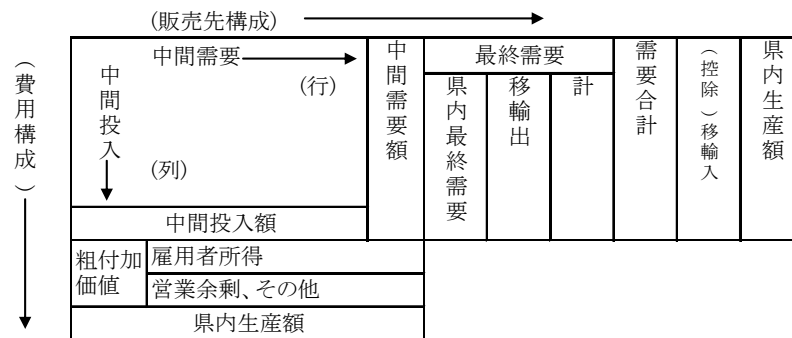 (販売先構成)
(費用構成)
中間需要
(行)
中間投入
(列)
中間投入額
中間需要額
最終需要
県内最終需要
移輸出
計
需要合計
(控除)移輸入
県内生産額
粗付加価値
雇用者所得
営業余剰、その他
県内生産額